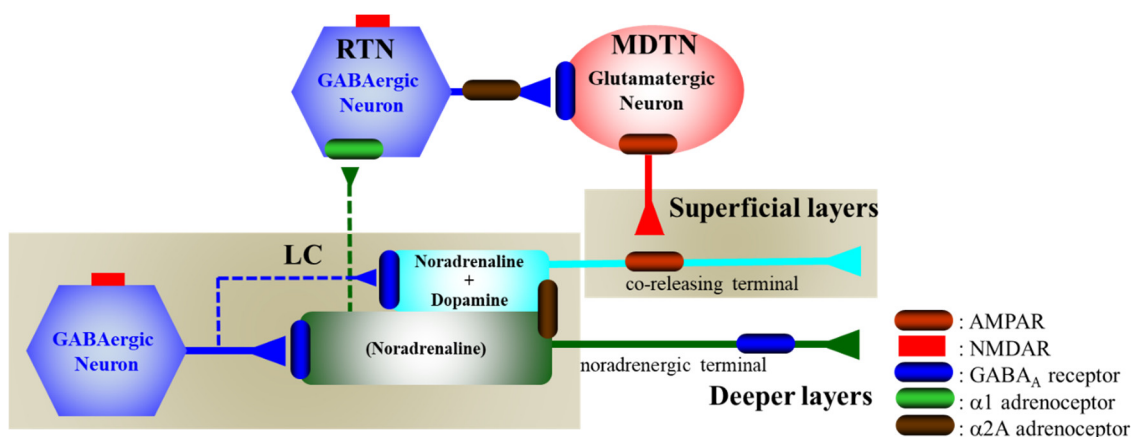 RTN
GABAergic
Neuron
MDTN
Glutamatergic
Neuron
Superficial layers
LC
Noradrenaline
+
Dopamine
co-releasing terminal
GABAergic
Neuron
(Noradrenaline)
noradrenergic terminal
Deeper layers
: AMPAR
: NMDAR
: GABAA receptor
: α1 adrenoceptor
: α2A adrenoceptor